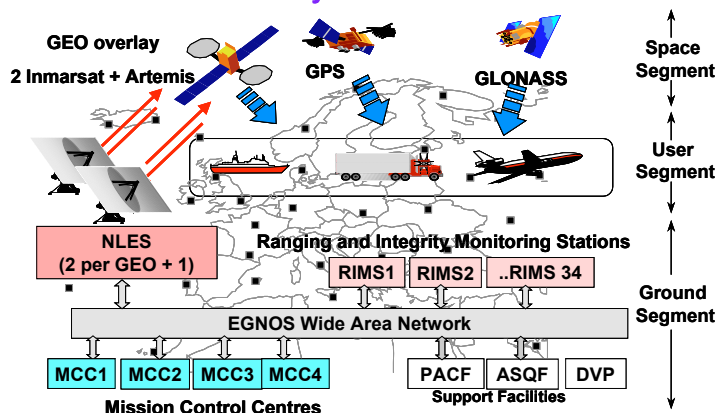 GEO overlay
2 Inmarsat + Artemis
GPS
GLONASS
Space
Segment
User
Segment
NLES
(2 per GEO + 1)
Ranging and Integrity Monitoring Stations
RIMS1
RIMS2
..RIMS 34
Ground
Segment
EGNOS Wide Area Network
MCC1
MCC2
MCC3
MCC4
PACF
ASQF
DVP
Mission Control Centres
Support Facilities